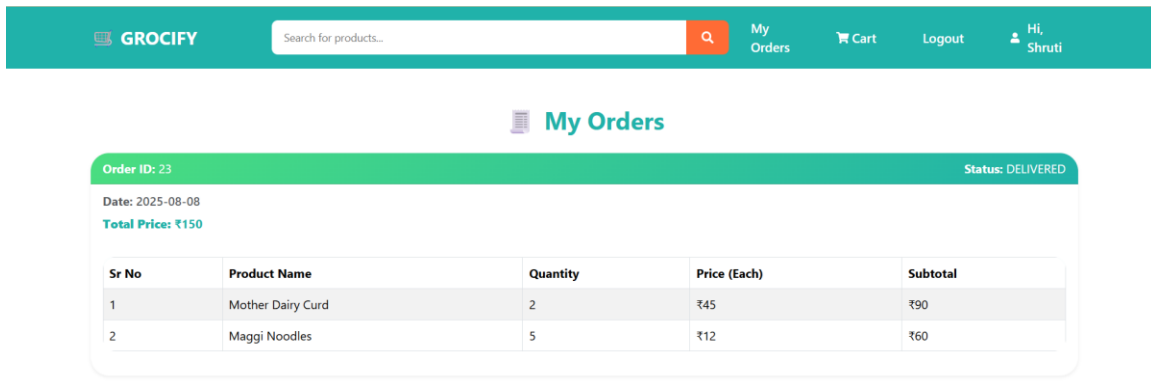 GROCIFY
Search for products...
My Orders
Cart
Logout
Hi, Shruti
My Orders
Order ID: 23 Status: DELIVERED
Date: 2025-08-08
Total Price: ₹150
Sr No Product Name Quantity Price (Each) Subtotal
1 Mother Dairy Curd 2 ₹45 ₹90
2 Maggi Noodles 5 ₹12 ₹60